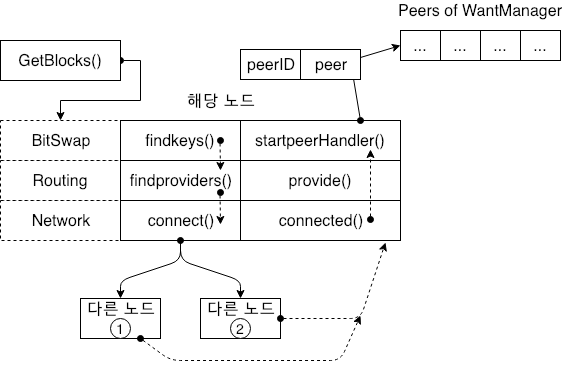 Peers of WantManager
GetBlocks()
peerID peer
... ... ... ...
해당 노드
BitSwap findkeys() startpeerHandler()
Routing findproviders() provide()
Network connect() connected()
다른 노드 다른 노드
1 2